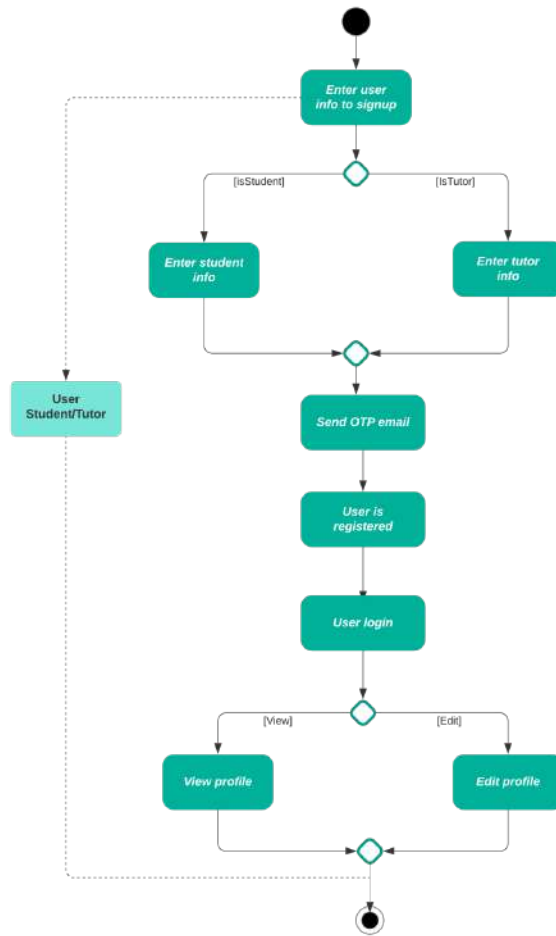 Enter user
info to signup
[isStudent]
[IsTutor]
Enter student
info
Enter tutor
info
User
Student/Tutor
Send OTP email
User is
registered
User login
[View]
[Edit]
View profile
Edit profile